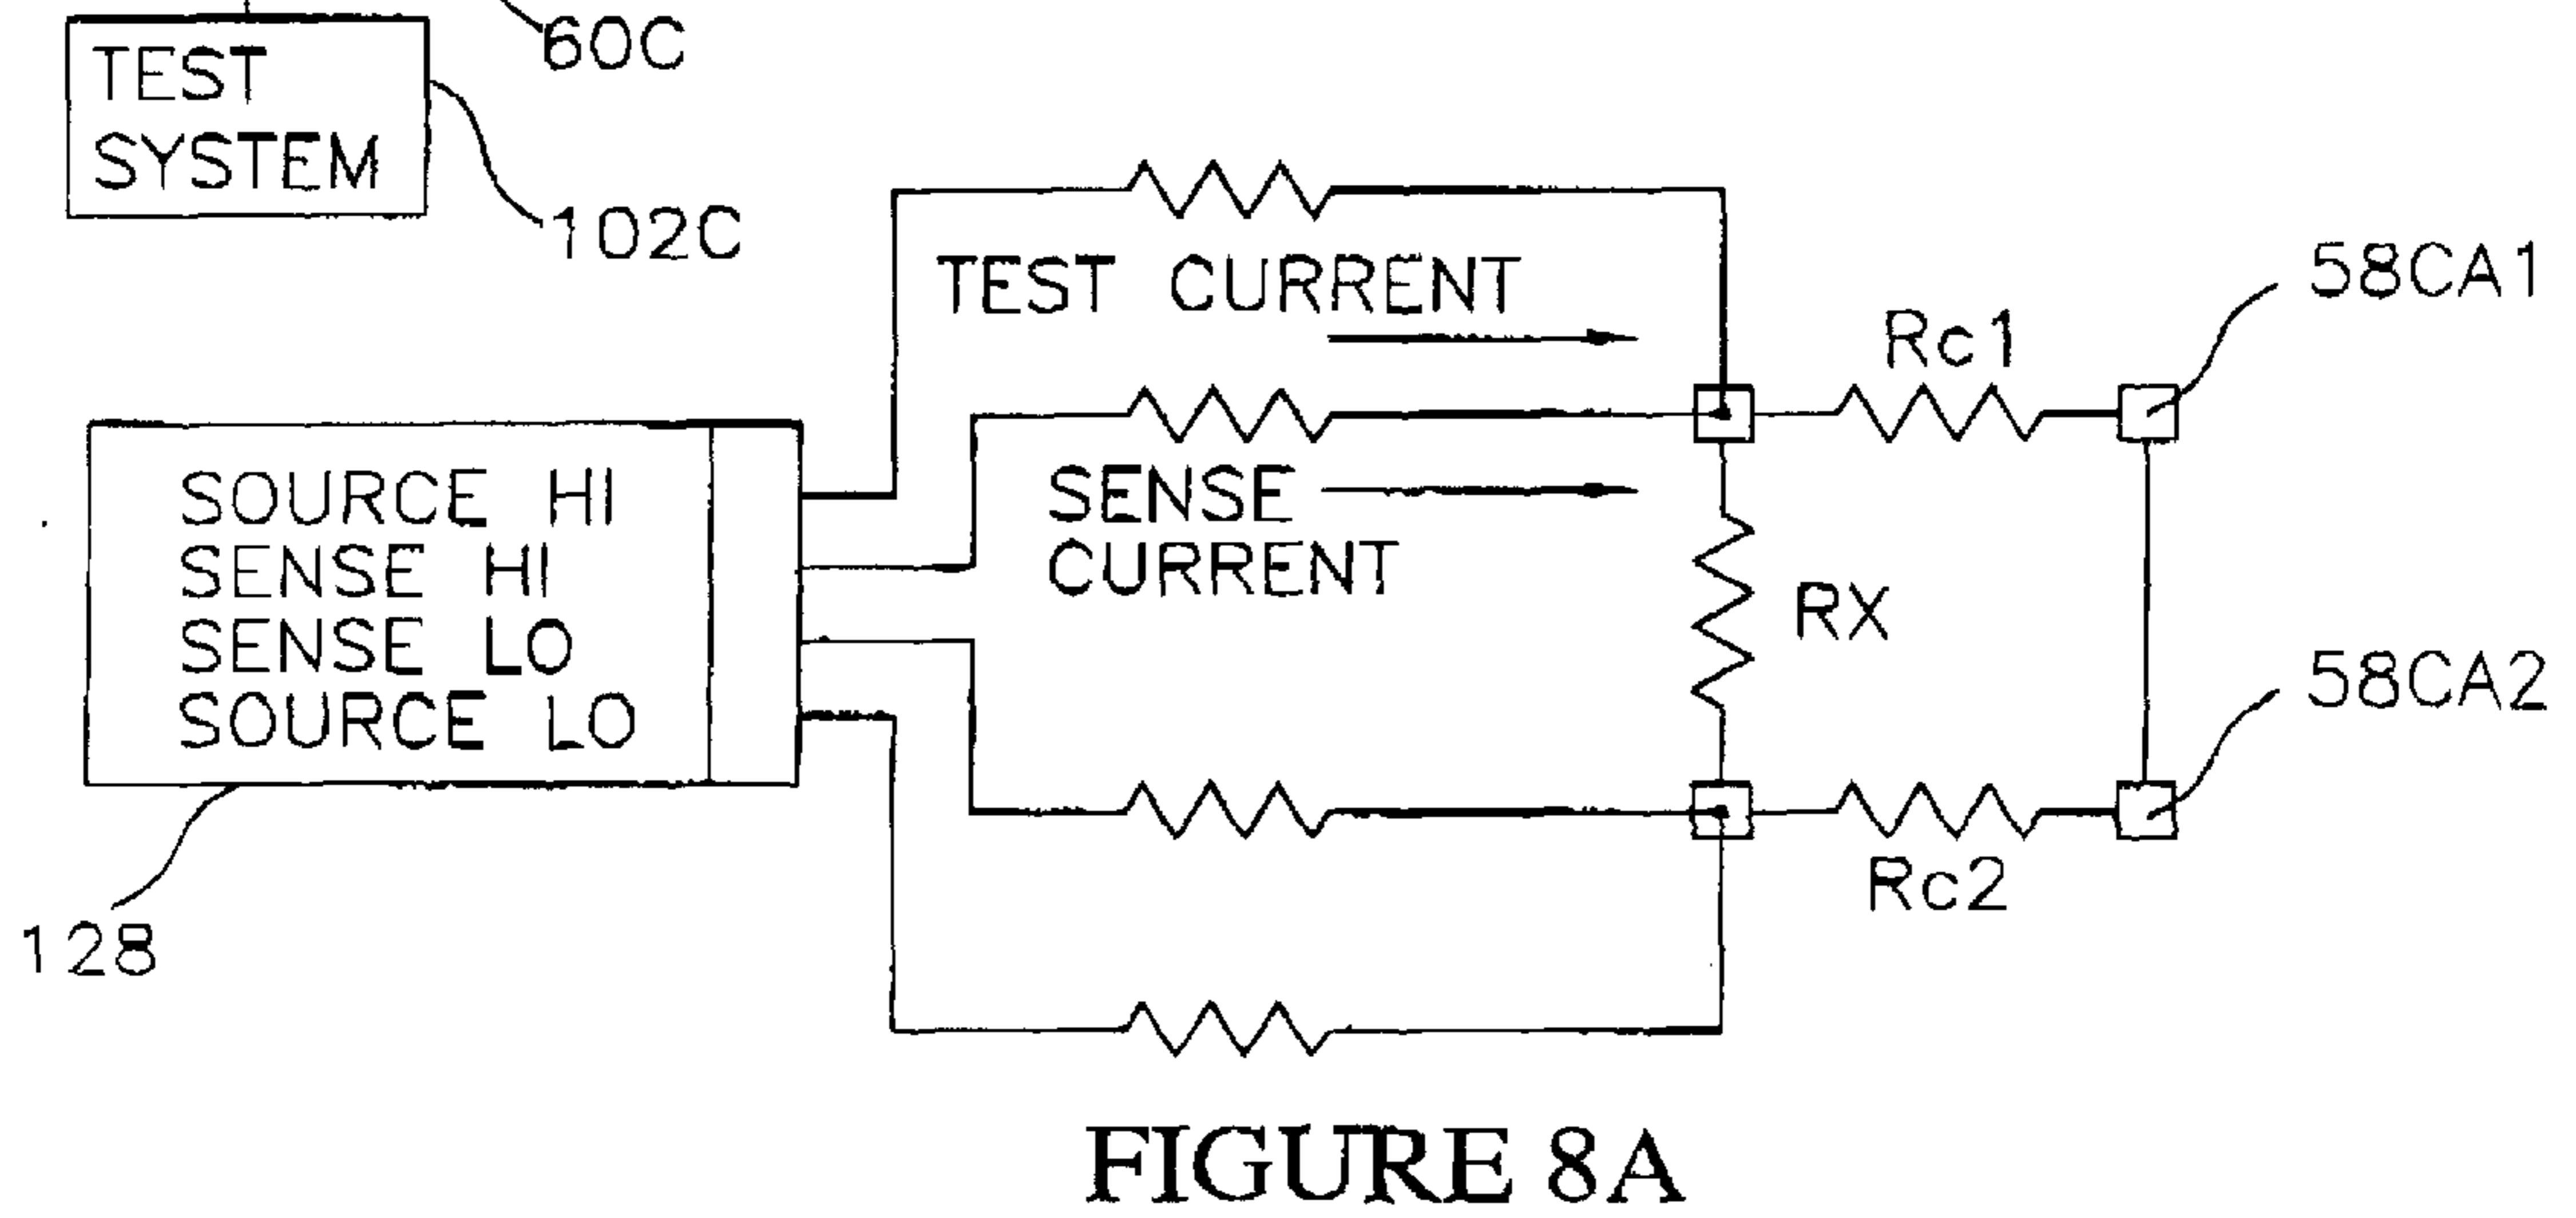 60C
TEST
SYSTEM
102C
TEST CURRENT
58CA1
Rc1
SOURCE HI
SENSE HI
SENSE LO
SOURCE LO
SENSE
CURRENT
RX
58CA2
Rc2
128
FIGURE 8A